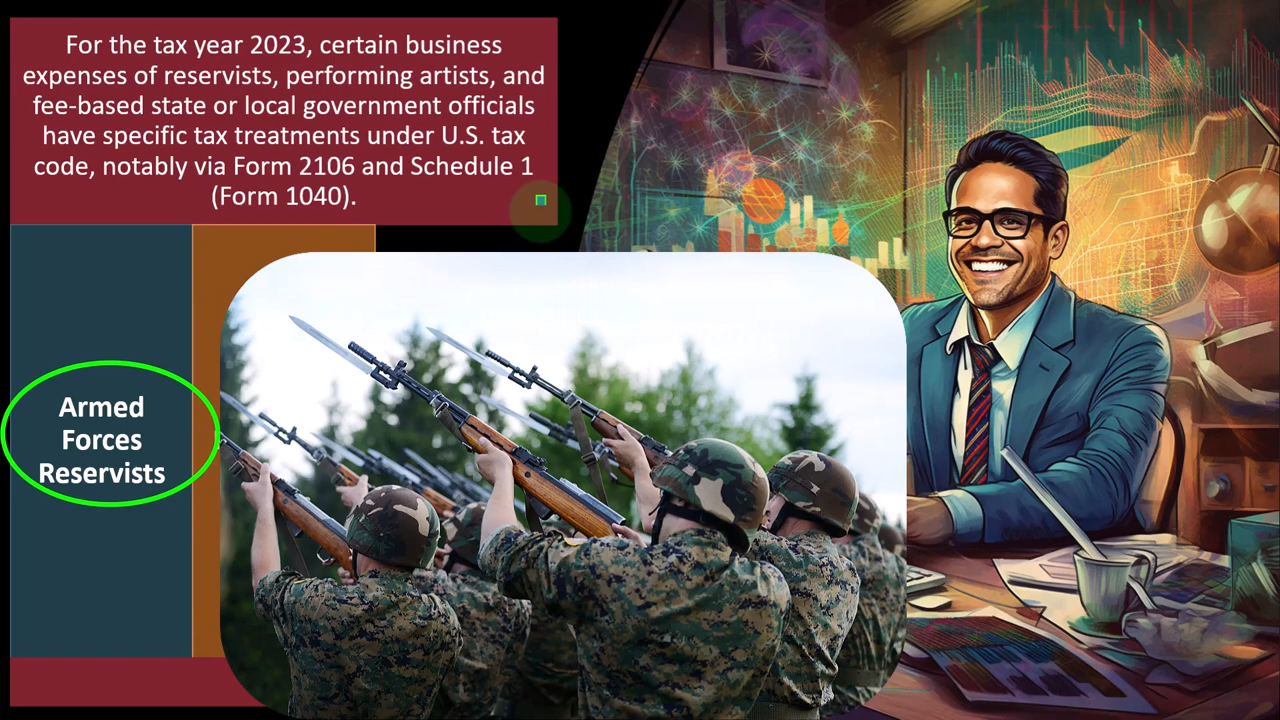 For the tax year 2023, certain business
expenses of reservists, performing artists, and
fee-based state or local government officials
have specific tax treatments under U.S. tax
code, notably via Form 2106 and Schedule 1
(Form 1040).
Armed
Forces
Reservists